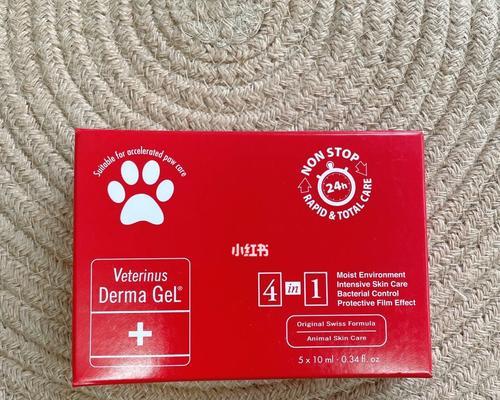 Suitable for accelerated paw care
NON STOP
24h
RAPID & TOTAL CARE
小红书
Veterinus
Derma GeL®
4 in 1
Moist Environment
Intensive Skin Care
Bacterial Control
Protective Film Effect
Original Swiss Formula
Animal Skin Care
5 x 10 ml - 0.34 fl. oz